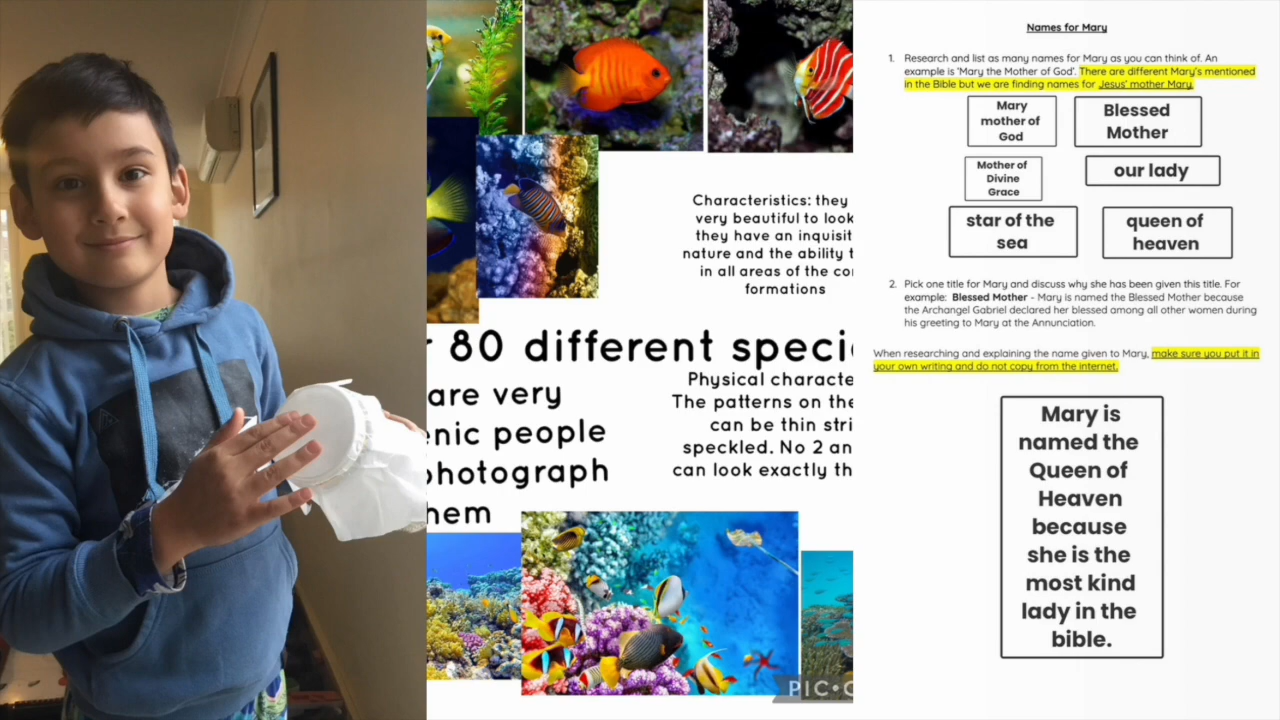 Characteristics: they
very beautiful to look
they have an inquisit
nature and the ability t
in all areas of the co
formations
80 different speci
are very
enic people
photograph
hem
Physical characte
The patterns on the
can be thin stri
speckled. No 2 an
can look exactly th
PIC•C
Names for Mary
1. Research and list as many names for Mary as you can think of. An
example is 'Mary the Mother of God'. There are different Mary's mentioned
in the Bible but we are finding names for Jesus' mother Mary.
Mary
mother of
God
Blessed
Mother
Mother of
Divine
Grace
our lady
star of the
sea
queen of
heaven
2. Pick one title for Mary and discuss why she has been given this title. For
example: Blessed Mother - Mary is named the Blessed Mother because
the Archangel Gabriel declared her blessed among all other women during
his greeting to Mary at the Annunciation.
When researching and explaining the name given to Mary, make sure you put it in
your own writing and do not copy from the internet.
Mary is
named the
Queen of
Heaven
because
she is the
most kind
lady in the
bible.